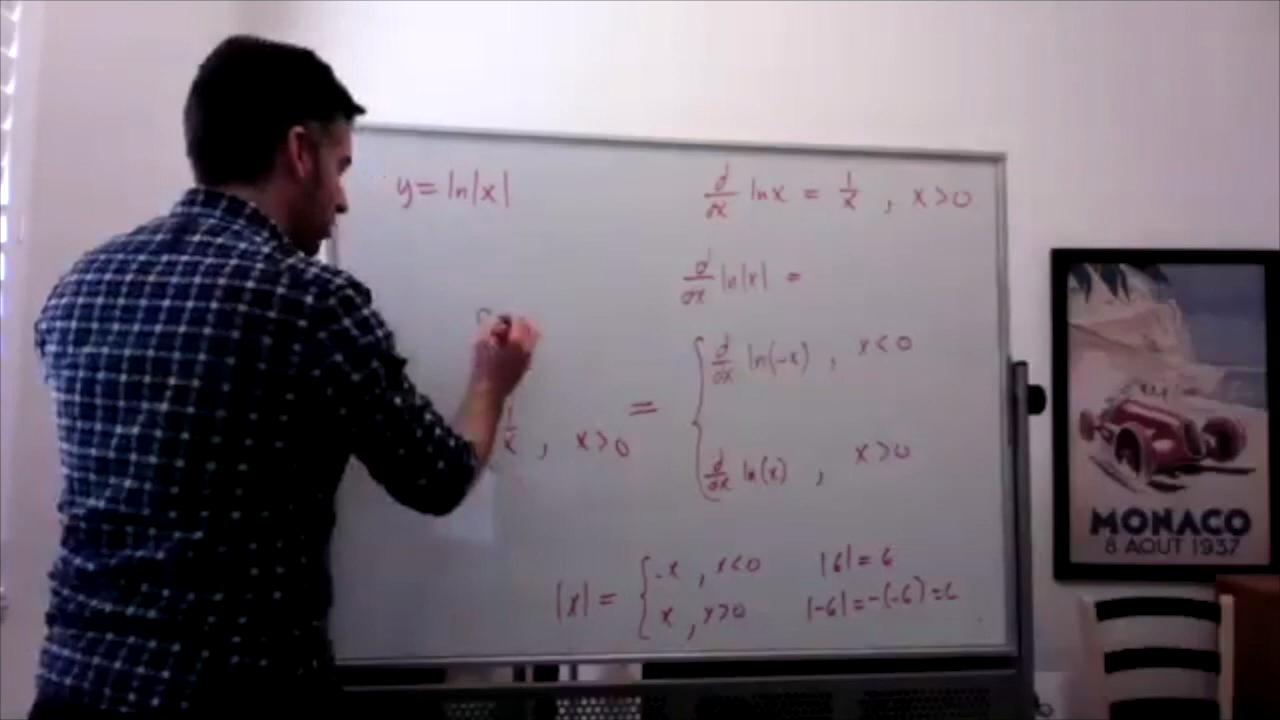 y = ln|x|
d/dx ln x = 1/x , x > 0
d/dx ln|x| =
d/dx ln(-x) , x < 0
1/x , x > 0 =
d/dx ln(x) , x > 0
|x| = { -x , x < 0
x , x > 0
|6| = 6
|-6| = -(-6) = 6
MONACO
8 AOUT 1937